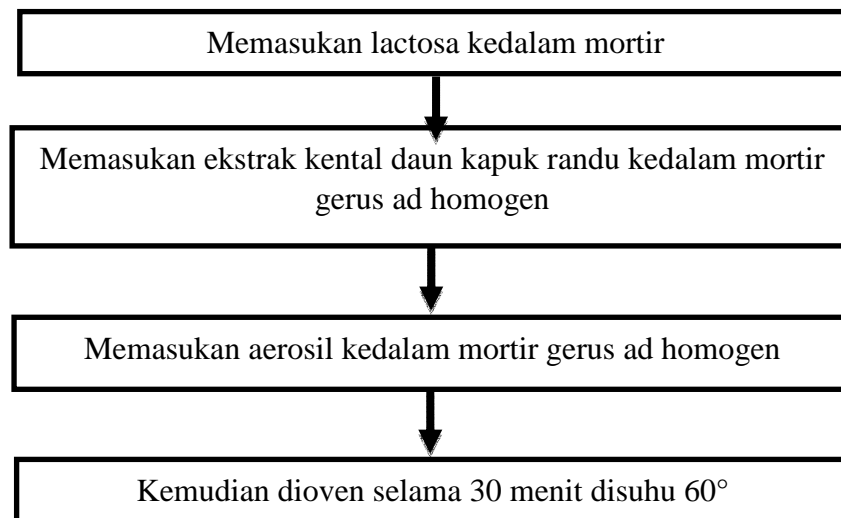 Memasukan lactosa kedalam mortir
Memasukan ekstrak kental daun kapuk randu kedalam mortir
gerus ad homogen
Memasukan aerosil kedalam mortir gerus ad homogen
Kemudian dioven selama 30 menit disuhu 60°